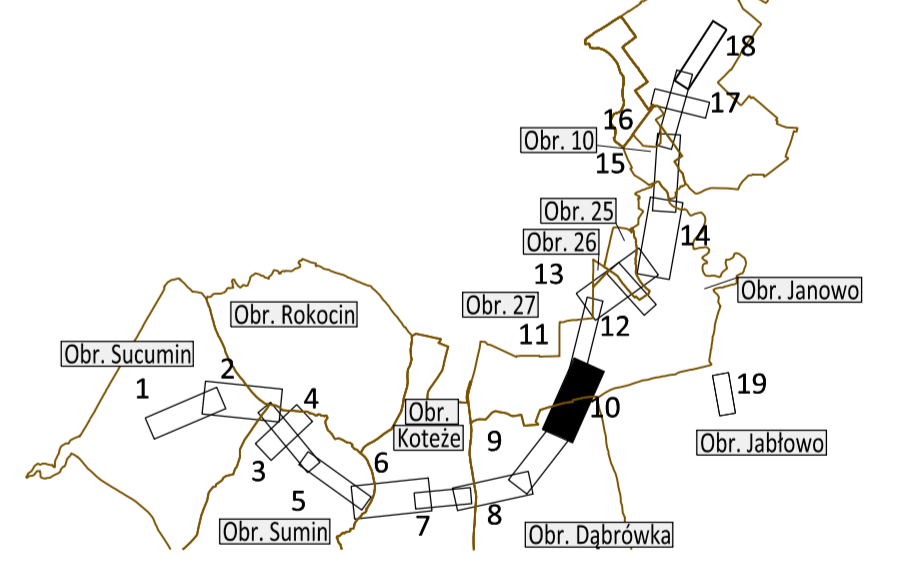 18
17
16
Obr. 10
15
Obr. 25
14
Obr. 26
13
Obr. Janowo
Obr. 27
Obr. Rokocin
12
11
Obr. Sucumin
2
1
19
4
10
Obr.
Koteże
9
Obr. Jabłowo
6
3
5
8
7
Obr. Sumin
Obr. Dąbrówka